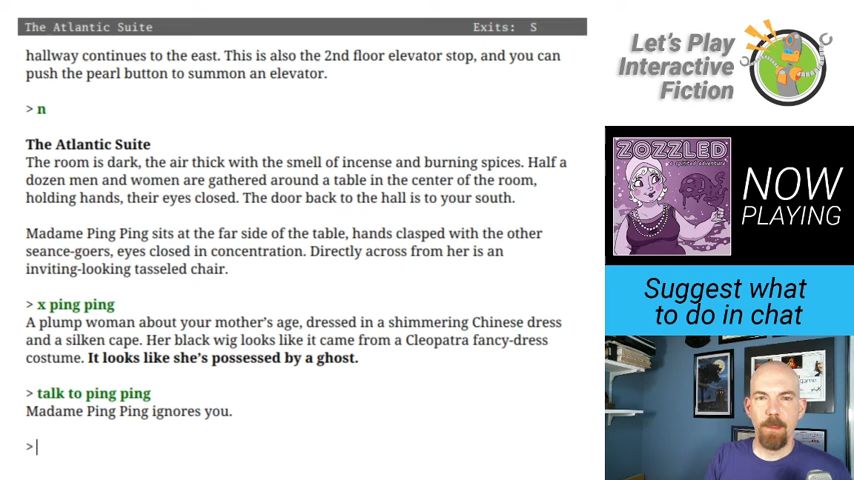 The Atlantic Suite Exits: S
hallway continues to the east. This is also the 2nd floor elevator stop, and you can
push the pearl button to summon an elevator.
> n
The Atlantic Suite
The room is dark, the air thick with the smell of incense and burning spices. Half a
dozen men and women are gathered around a table in the center of the room,
holding hands, their eyes closed. The door back to the hall is to your south.
Madame Ping Ping sits at the far side of the table, hands clasped with the other
seance-goers, eyes closed in concentration. Directly across from her is an
inviting-looking tasseled chair.
> x ping ping
A plump woman about your mother's age, dressed in a shimmering Chinese dress
and a silken cape. Her black wig looks like it came from a Cleopatra fancy-dress
costume. It looks like she's possessed by a ghost.
> talk to ping ping
Madame Ping Ping ignores you.
>
Let's Play
Interactive
Fiction
ZOZZLED
a spirited adventure
NOW
PLAYING
Suggest what
to do in chat